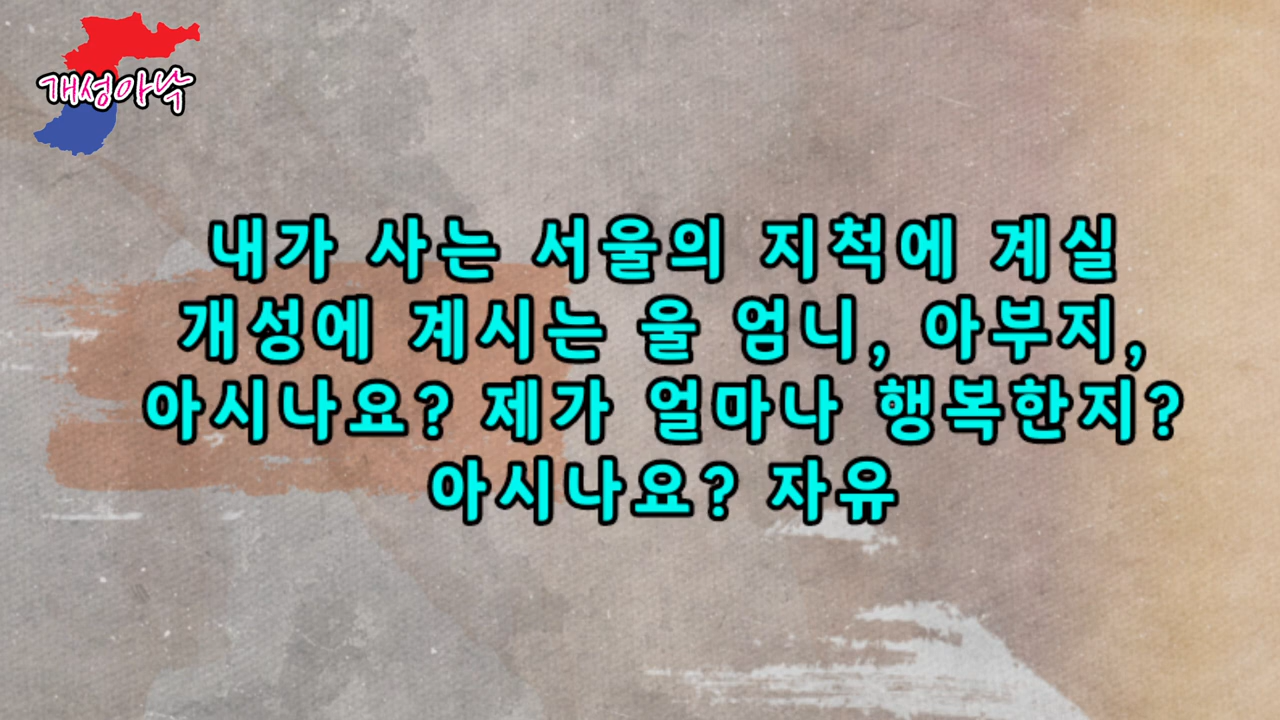 개성아낙
내가 사는 서울의 지척에 계실
개성에 계시는 울 엄니, 아부지,
아시나요? 제가 얼마나 행복한지?
아시나요? 자유